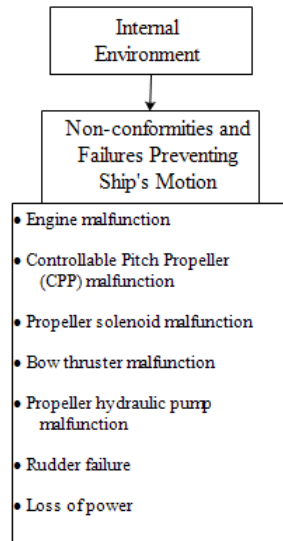 Internal
Environment
Non-conformities and
Failures Preventing
Ship's Motion
• Engine malfunction
• Controllable Pitch Propeller
(CPP) malfunction
• Propeller solenoid malfunction
• Bow thruster malfunction
• Propeller hydraulic pump
malfunction
• Rudder failure
• Loss of power